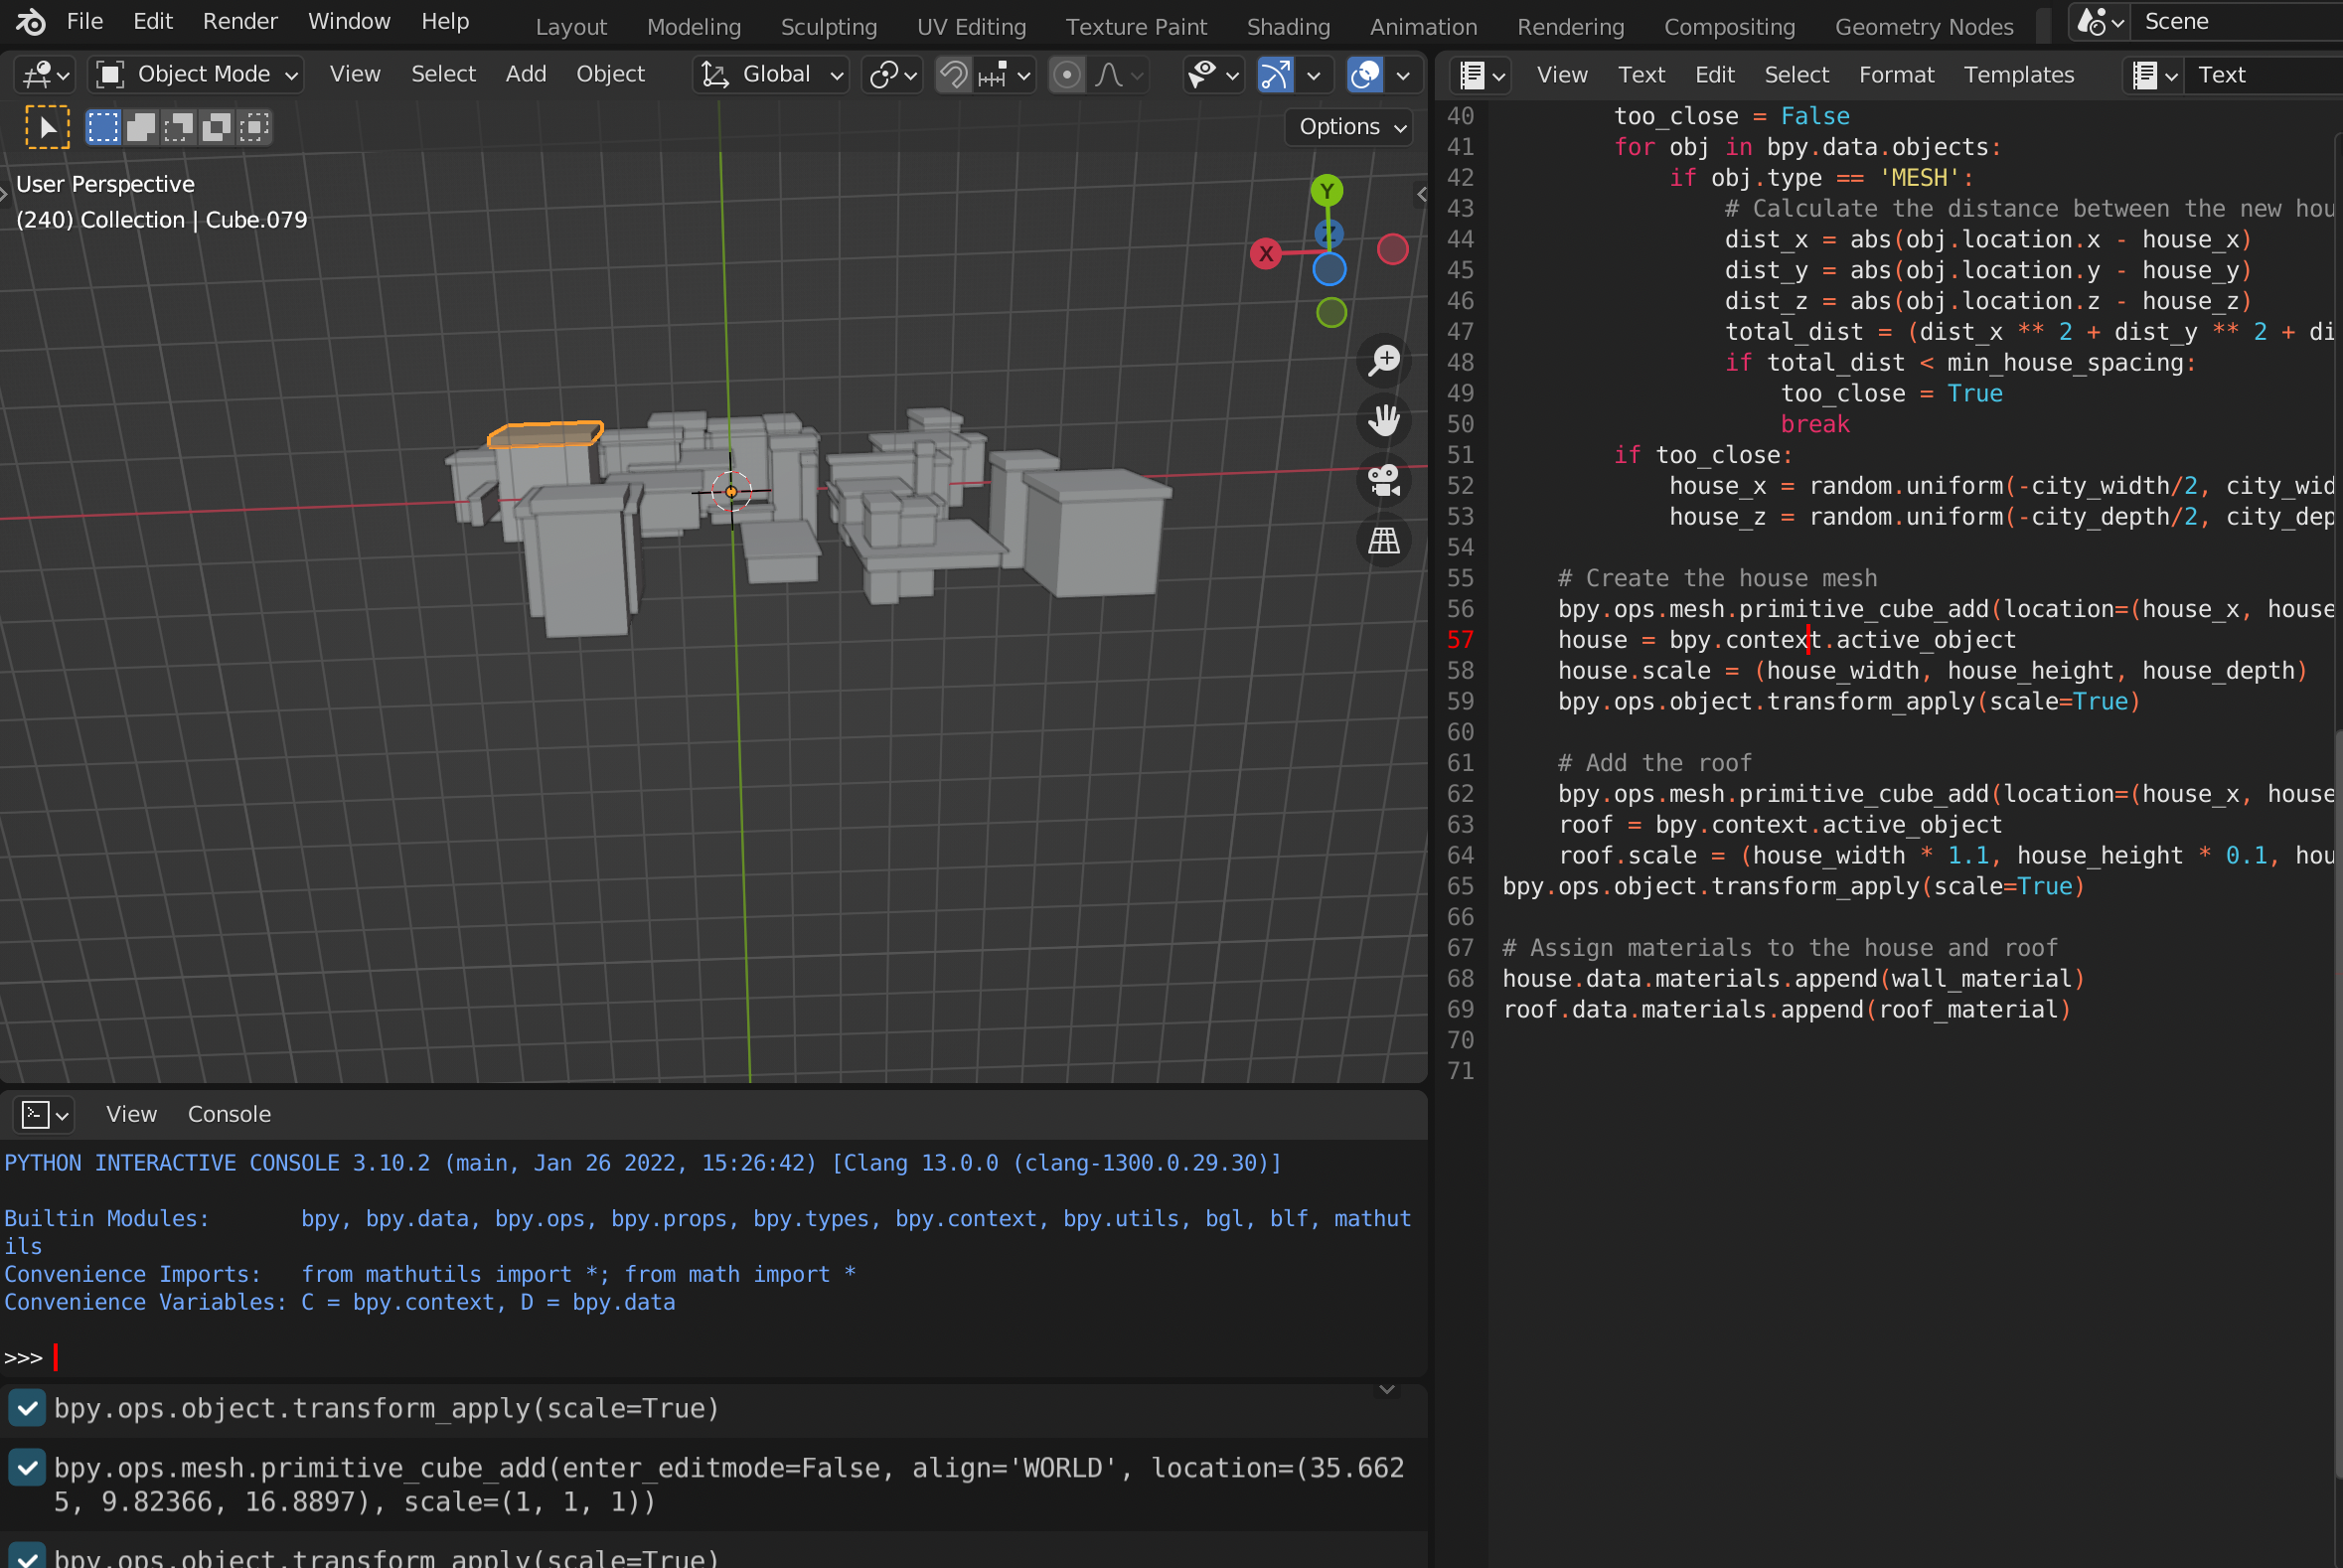 File Edit Render Window Help Layout Modeling Sculpting UV Editing Texture Paint Shading Animation Rendering Compositing Geometry Nodes Scene
Object Mode View Select Add Object Global
Options
User Perspective
(240) Collection | Cube.079
Y
X
Z
View Text Edit Select Format Templates Text
40 too_close = False
41 for obj in bpy.data.objects:
42 if obj.type == 'MESH':
43 # Calculate the distance between the new hou
44 dist_x = abs(obj.location.x - house_x)
45 dist_y = abs(obj.location.y - house_y)
46 dist_z = abs(obj.location.z - house_z)
47 total_dist = (dist_x ** 2 + dist_y ** 2 + di
48 if total_dist < min_house_spacing:
49 too_close = True
50 break
51 if too_close:
52 house_x = random.uniform(-city_width/2, city_wid
53 house_z = random.uniform(-city_depth/2, city_dep
54
55 # Create the house mesh
56 bpy.ops.mesh.primitive_cube_add(location=(house_x, house
57 house = bpy.context.active_object
58 house.scale = (house_width, house_height, house_depth)
59 bpy.ops.object.transform_apply(scale=True)
60
61 # Add the roof
62 bpy.ops.mesh.primitive_cube_add(location=(house_x, house
63 roof = bpy.context.active_object
64 roof.scale = (house_width * 1.1, house_height * 0.1, hou
65 bpy.ops.object.transform_apply(scale=True)
66
67 # Assign materials to the house and roof
68 house.data.materials.append(wall_material)
69 roof.data.materials.append(roof_material)
70
71
View Console
PYTHON INTERACTIVE CONSOLE 3.10.2 (main, Jan 26 2022, 15:26:42) [Clang 13.0.0 (clang-1300.0.29.30)]
Builtin Modules: bpy, bpy.data, bpy.ops, bpy.props, bpy.types, bpy.context, bpy.utils, bgl, blf, mathut
ils
Convenience Imports: from mathutils import *; from math import *
Convenience Variables: C = bpy.context, D = bpy.data
>>>
bpy.ops.object.transform_apply(scale=True)
bpy.ops.mesh.primitive_cube_add(enter_editmode=False, align='WORLD', location=(35.662
5, 9.82366, 16.8897), scale=(1, 1, 1))
bpy.ops.object.transform_apply(scale=True)